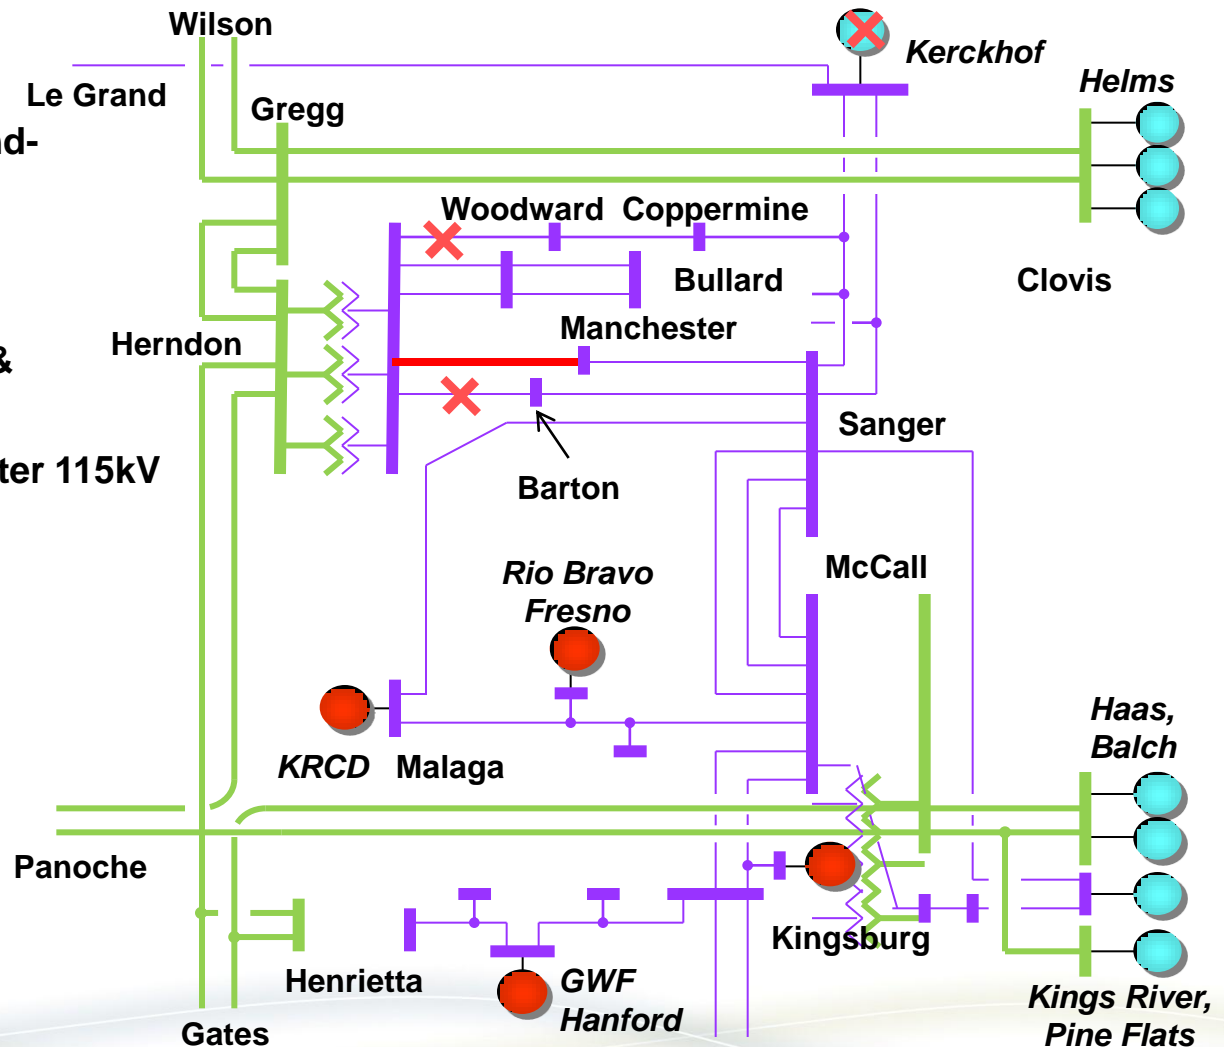 Wilson
Kerckhof
Helms
Le Grand
Gregg
nd-
Woodward Coppermine
Bullard
Clovis
Manchester
Herndon
&
Sanger
ter 115kV
Barton
McCall
Rio Bravo
Fresno
Haas,
Balch
KRCD Malaga
Panoche
Kingsburg
Henrietta
GWF
Hanford
Kings River,
Pine Flats
Gates